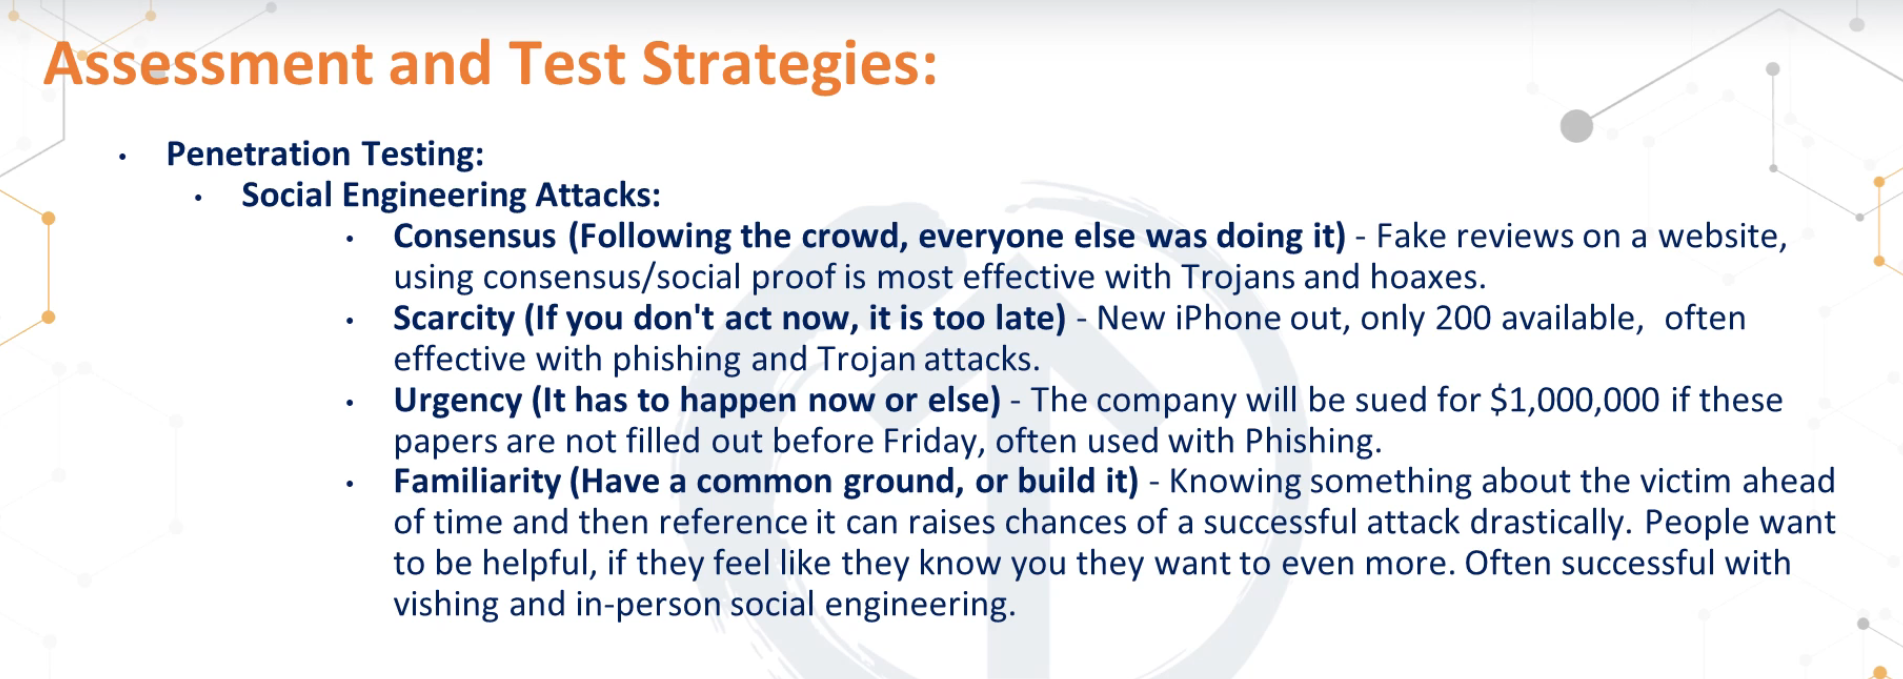 Assessment and Test Strategies:
• Penetration Testing:
• Social Engineering Attacks:
• Consensus (Following the crowd, everyone else was doing it) - Fake reviews on a website,
using consensus/social proof is most effective with Trojans and hoaxes.
• Scarcity (If you don't act now, it is too late) - New iPhone out, only 200 available,  often
effective with phishing and Trojan attacks.
• Urgency (It has to happen now or else) - The company will be sued for $1,000,000 if these
papers are not filled out before Friday, often used with Phishing.
• Familiarity (Have a common ground, or build it) - Knowing something about the victim ahead
of time and then reference it can raises chances of a successful attack drastically. People want
to be helpful, if they feel like they know you they want to even more. Often successful with
vishing and in-person social engineering.